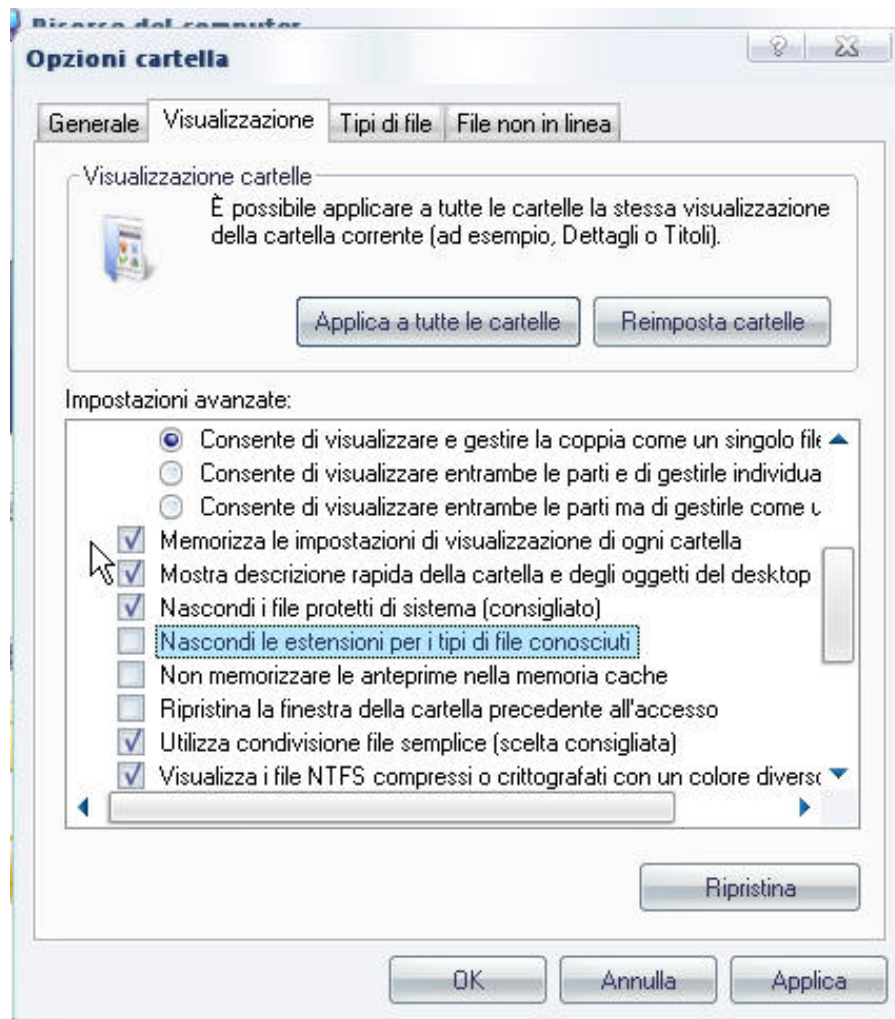 Risorse del computer
Opzioni cartella
Generale
Visualizzazione
Tipi di file
File non in linea
Visualizzazione cartelle
È possibile applicare a tutte le cartelle la stessa visualizzazione
della cartella corrente (ad esempio, Dettagli o Titoli).
Applica a tutte le cartelle
Reimposta cartelle
Impostazioni avanzate:
Consente di visualizzare e gestire la coppia come un singolo file
Consente di visualizzare entrambe le parti e di gestirle individua
Consente di visualizzare entrambe le parti ma di gestirle come u
Memorizza le impostazioni di visualizzazione di ogni cartella
Mostra descrizione rapida della cartella e degli oggetti del desktop
Nascondi i file protetti di sistema (consigliato)
Nascondi le estensioni per i tipi di file conosciuti
Non memorizzare le anteprime nella memoria cache
Ripristina la finestra della cartella precedente all'accesso
Utilizza condivisione file semplice (scelta consigliata)
Visualizza i file NTFS compressi o crittografati con un colore diverso
Ripristina
OK
Annulla
Applica